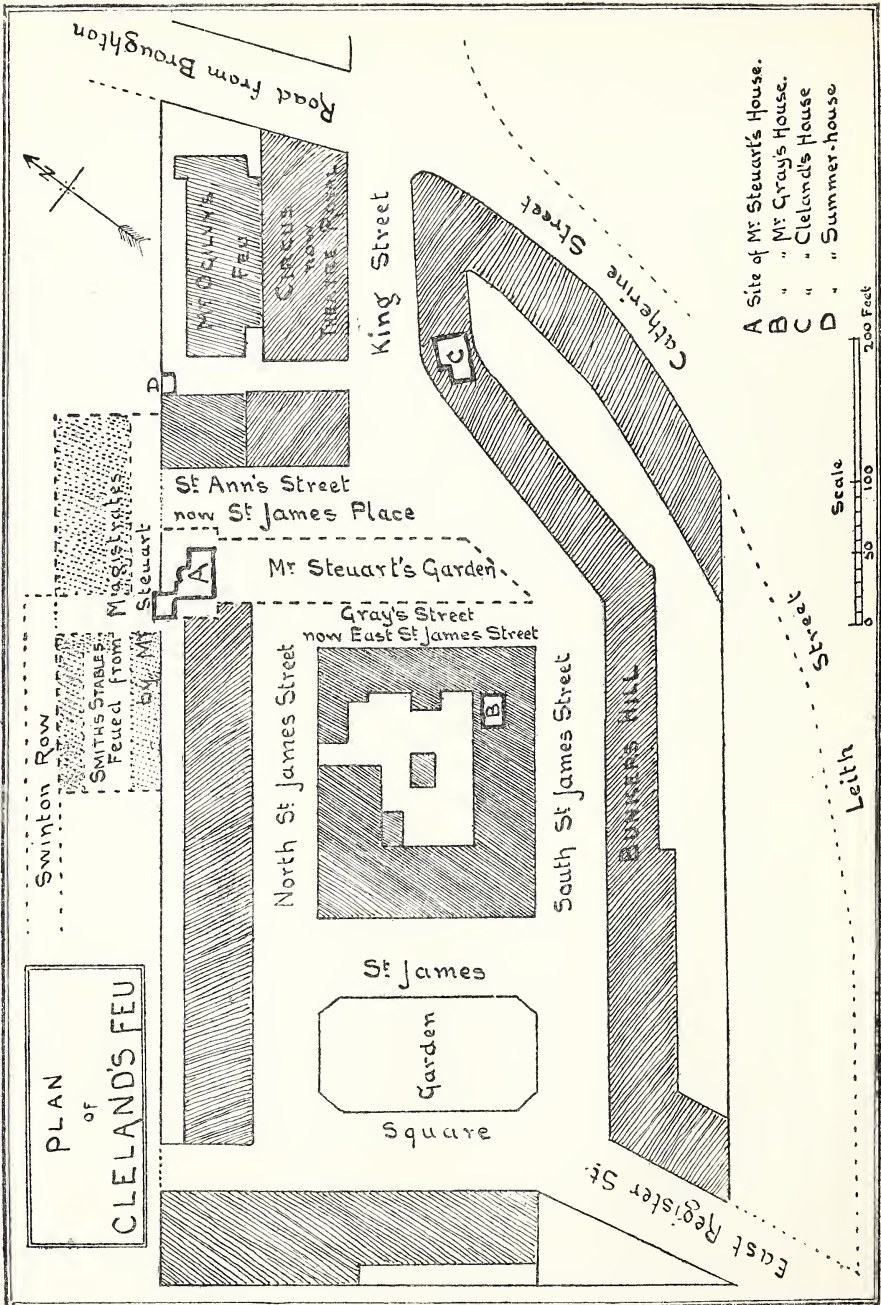 PLAN
OF
CLELAND'S FEU
Swinton Row
SMITHS STABLES
Feued from Magistrates
by Mr Steuart
Road from Broughton
Mr OGILVYS
FEU
CIRCUS
now
THEATRE ROYAL
King Street
Catherine Street
D
C
St Ann's Street
now St James Place
A
Mr Steuart's Garden
Gray's Street
now East St James Street
North St James Street
B
South St James Street
BUNKERS HILL
St James
Garden
Square
East Register St.
Leith Street
A Site of Mr Steuart's House.
B " " Mr Gray's House.
C " " Cleland's House
D " " Summer-house
Scale
0 50 100 200 Feet
N